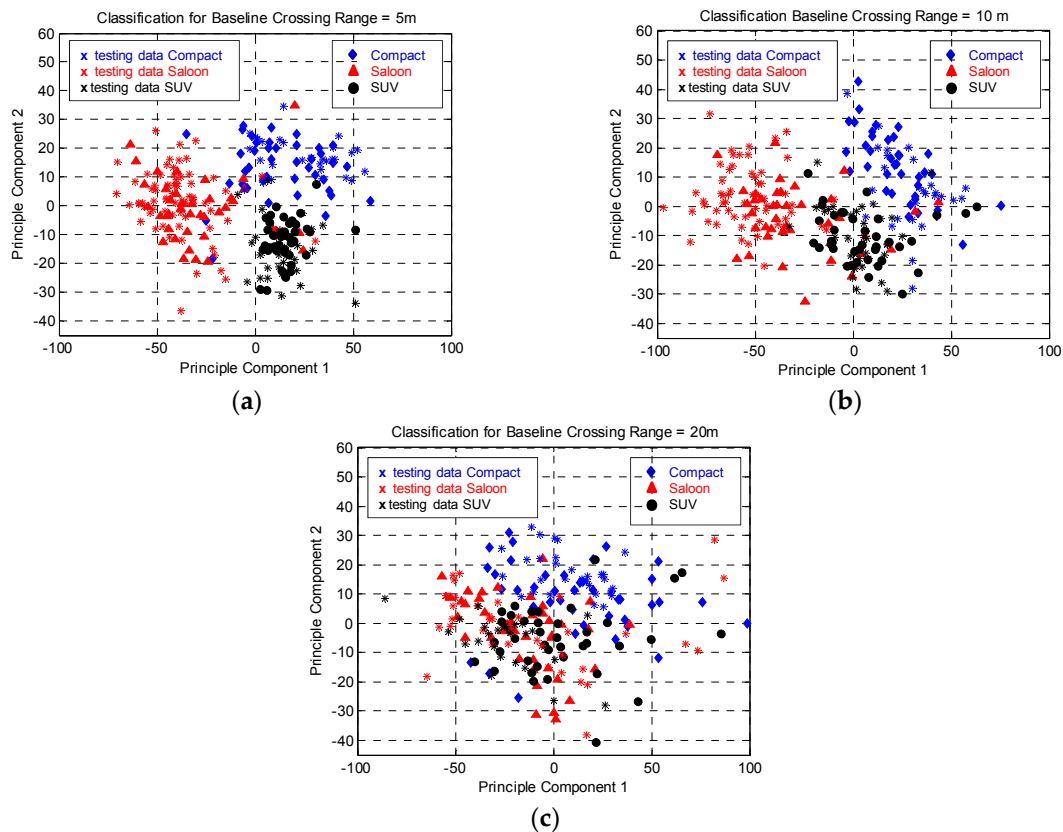 Classification for Baseline Crossing Range = 5m
60
50
40
30
20
10
0
-10
-20
-30
-40
-100
-50
0
50
100
Principle Component 1
Principle Component 2
x testing data Compact
x testing data Saloon
x testing data SUV
Compact
Saloon
SUV
(a)
Classification Baseline Crossing Range = 10 m
60
50
40
30
20
10
0
-10
-20
-30
-40
-100
-50
0
50
100
Principle Component 1
Principle Component 2
x testing data Compact
x testing data Saloon
x testing data SUV
Compact
Saloon
SUV
(b)
Classification for Baseline Crossing Range = 20m
60
50
40
30
20
10
0
-10
-20
-30
-40
-100
-50
0
50
100
Principle Component 1
Principle Component 2
x testing data Compact
x testing data Saloon
x testing data SUV
Compact
Saloon
SUV
(c)